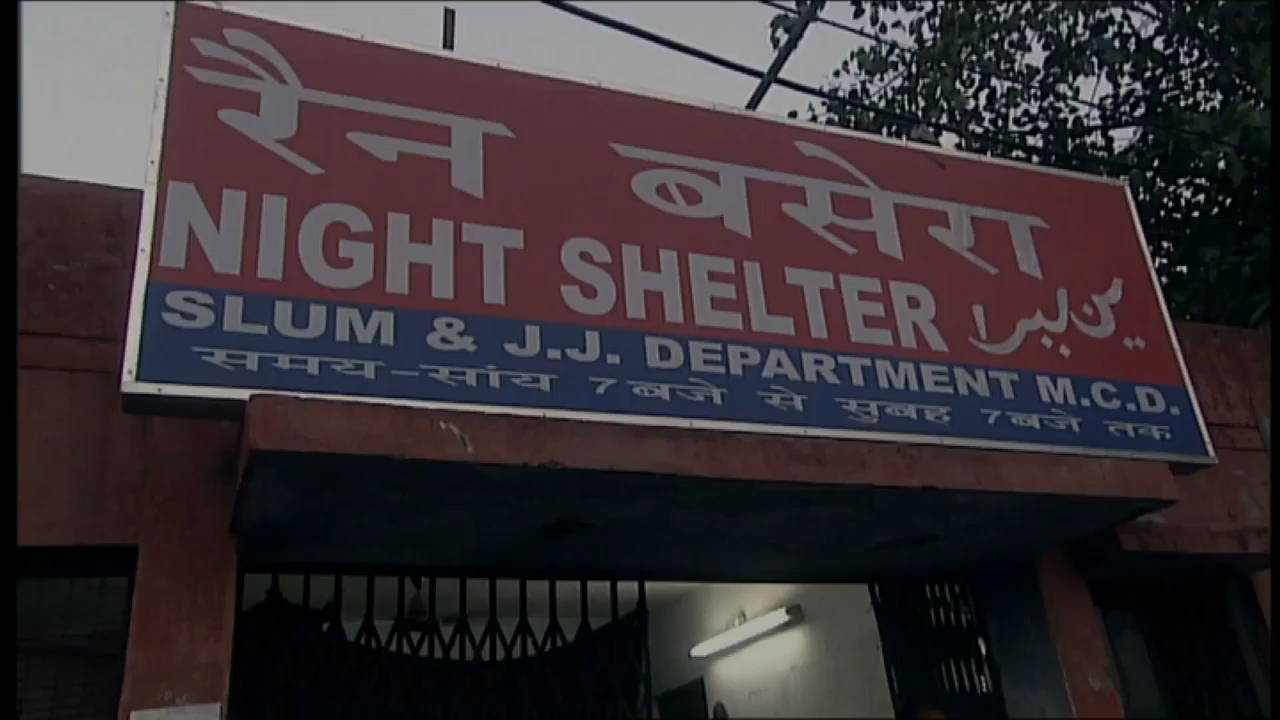 रैन बसेरा
NIGHT SHELTER
SLUM & J.J. DEPARTMENT M.C.D.
समय-सांय 7 बजे से सुबह 7 बजे तक